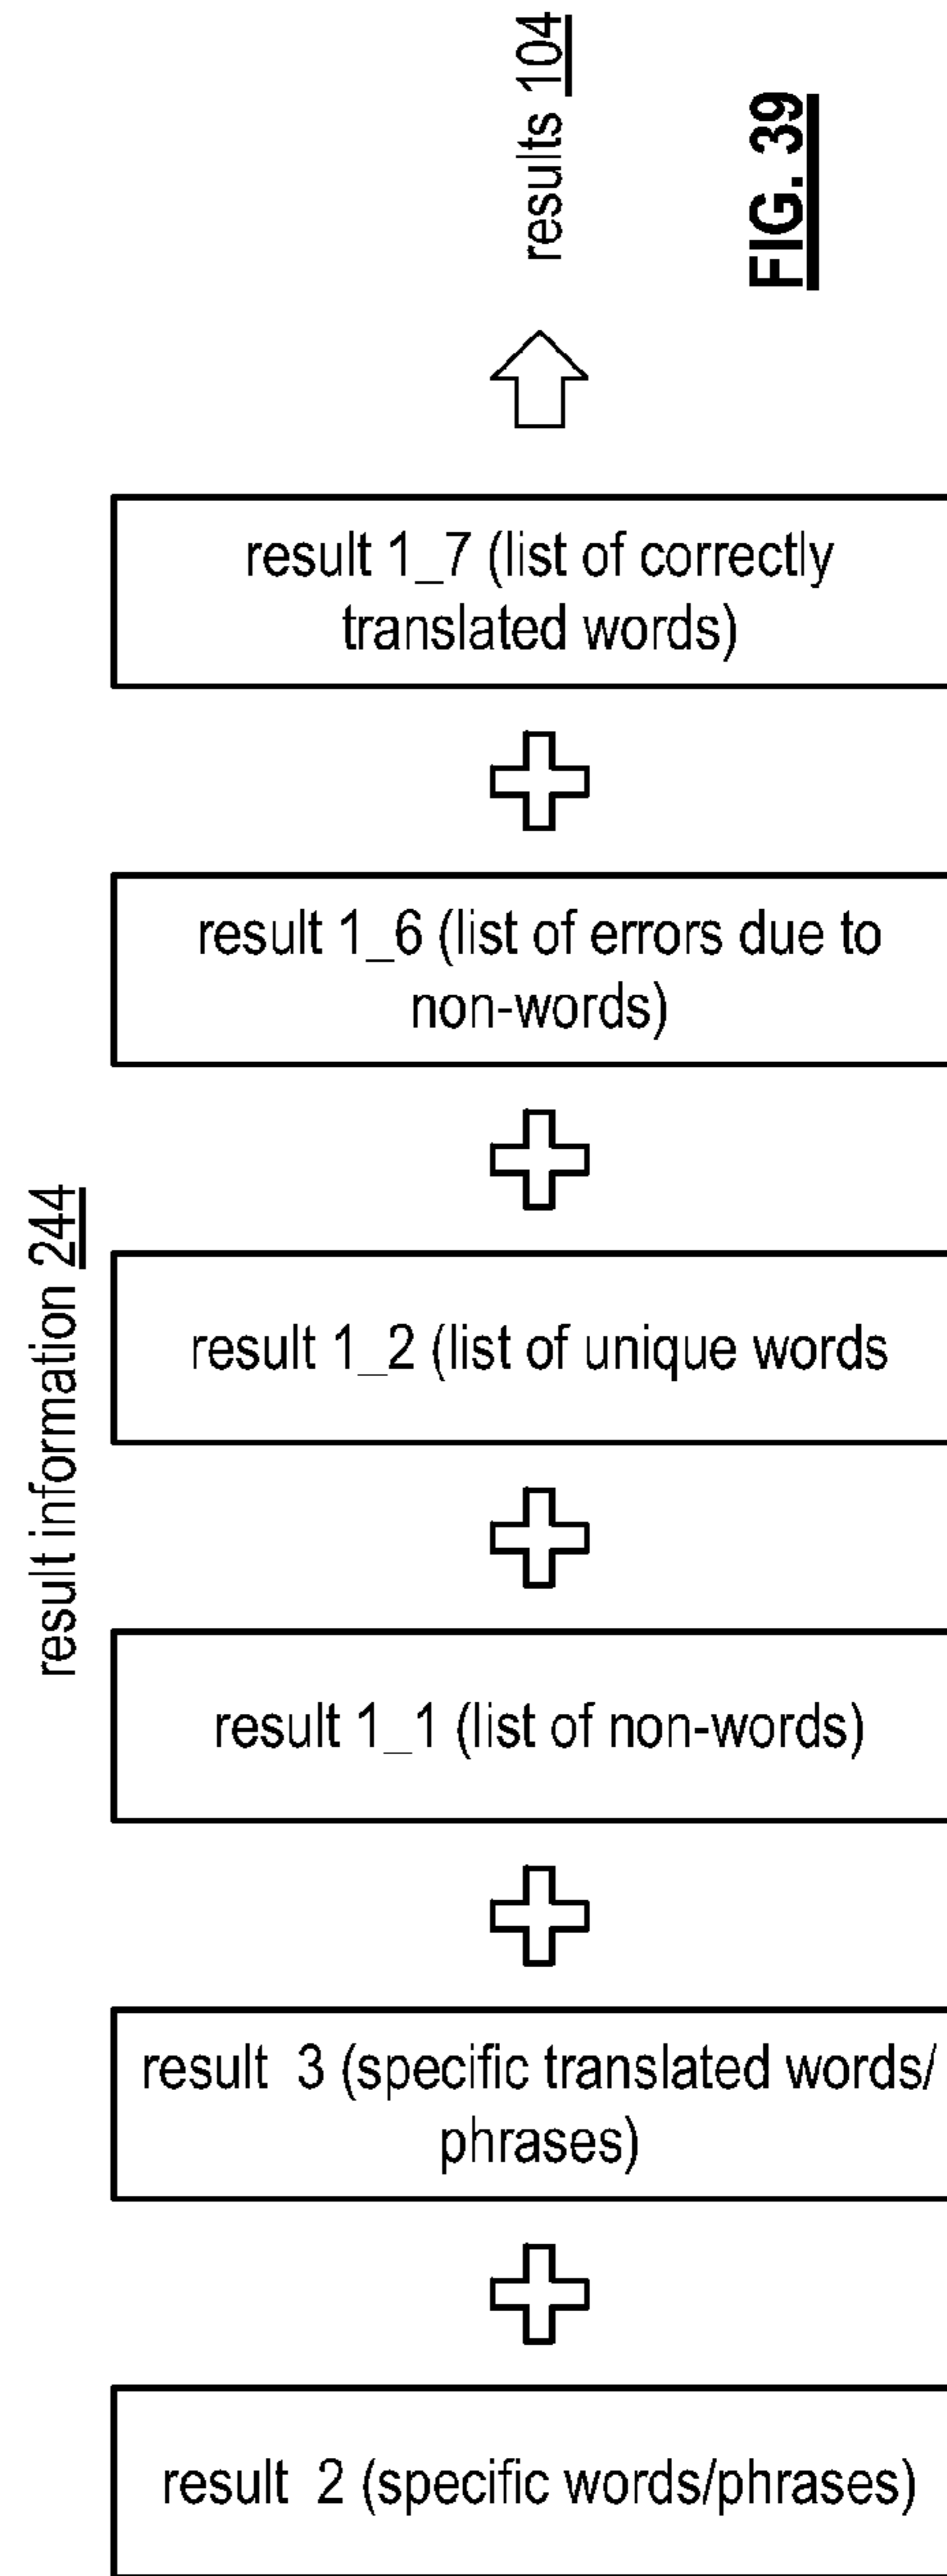 results 104
FIG. 39
result 1_7 (list of correctly
translated words)
result 1_6 (list of errors due to
non-words)
result information 244
result 1_2 (list of unique words
result 1_1 (list of non-words)
result 3 (specific translated words/
phrases)
result 2 (specific words/phrases)